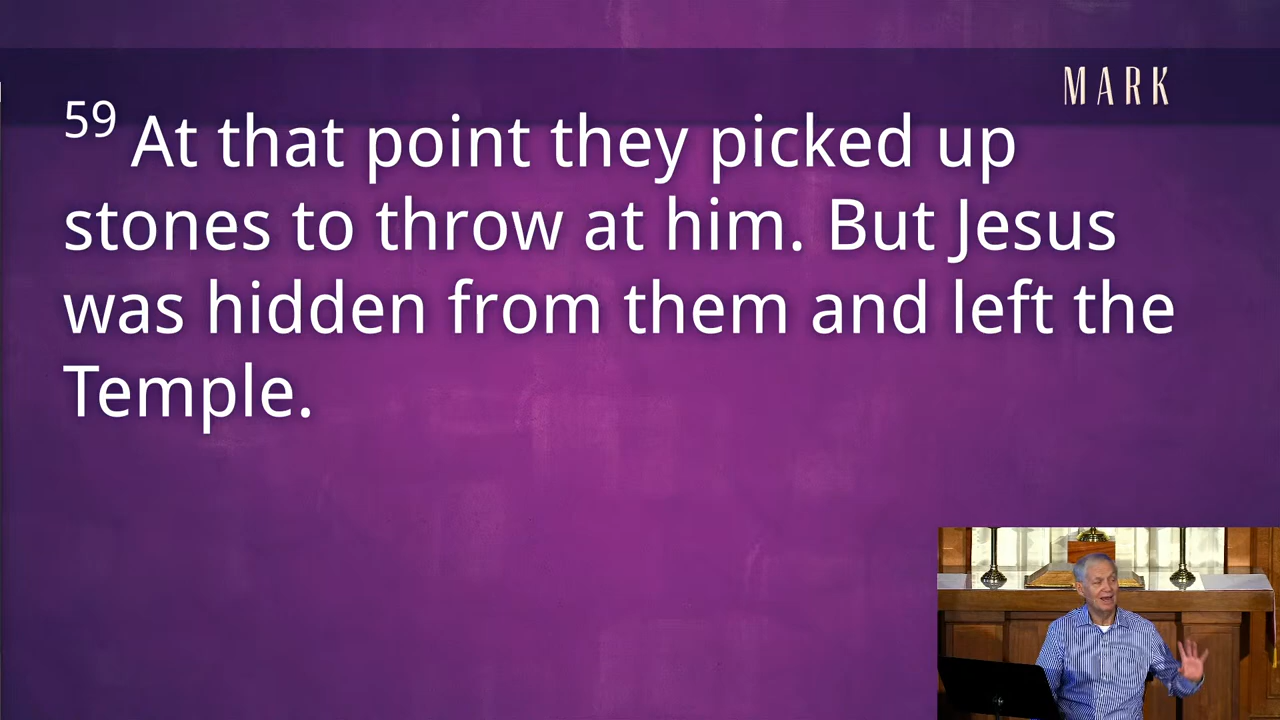 MARK
59 At that point they picked up
stones to throw at him. But Jesus
was hidden from them and left the
Temple.